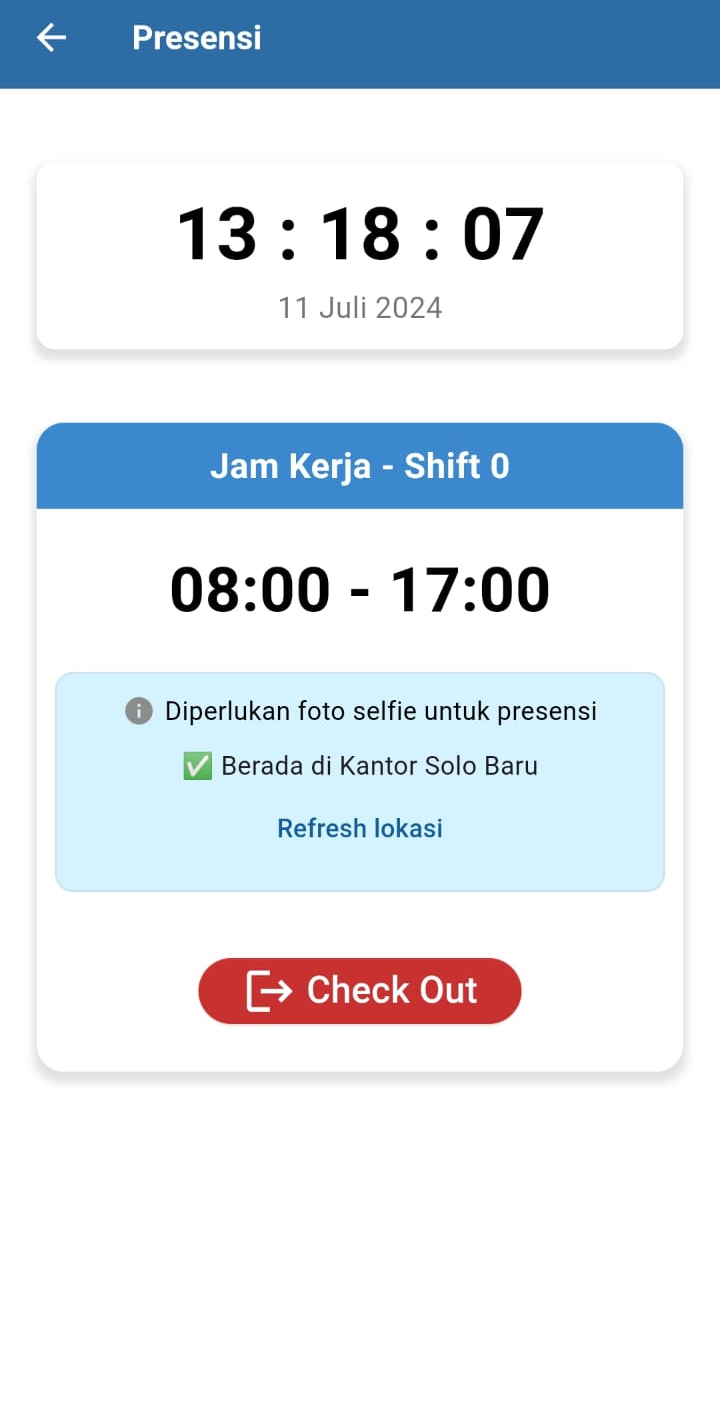 Presensi
13 : 18 : 07
11 Juli 2024
Jam Kerja - Shift 0
08:00 - 17:00
Diperlukan foto selfie untuk presensi
✅ Berada di Kantor Solo Baru
Refresh lokasi
Check Out